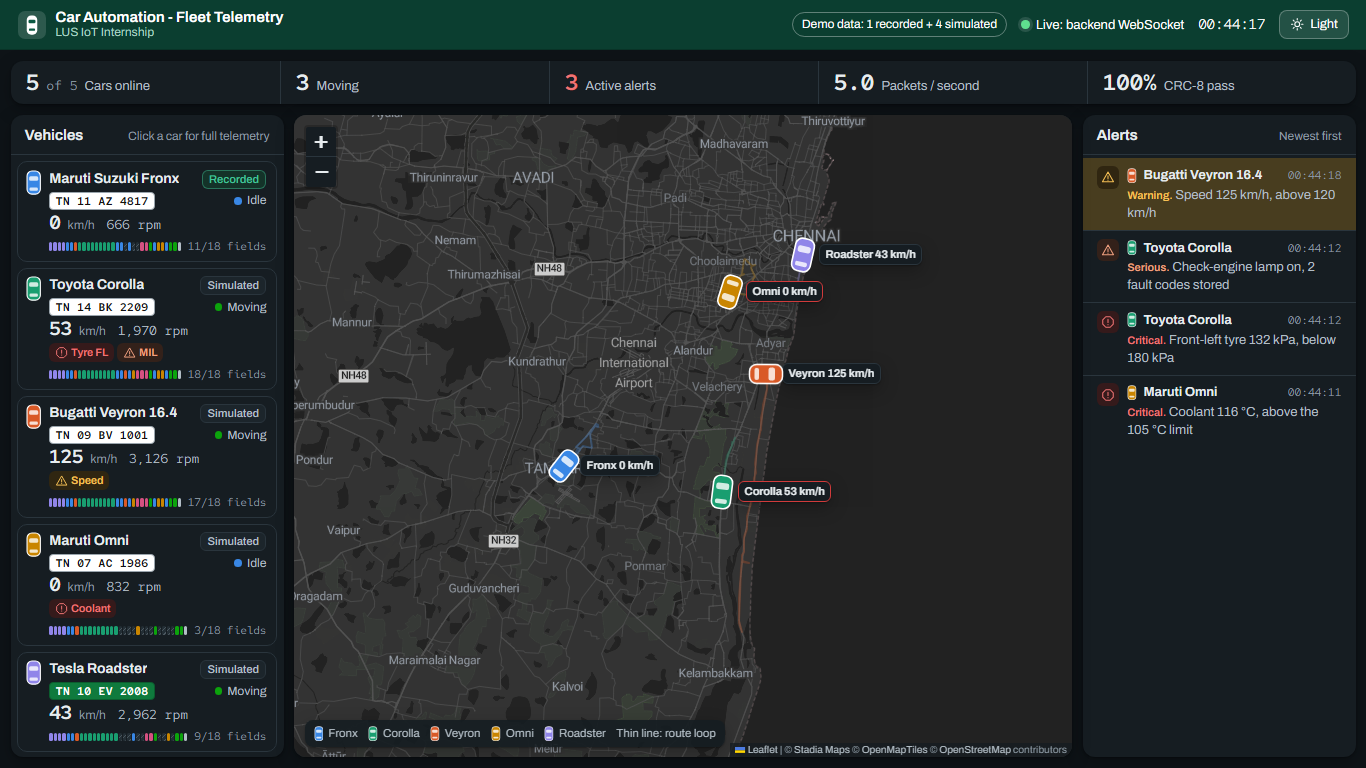 Car Automation - Fleet Telemetry
LUS IoT Internship
Demo data: 1 recorded + 4 simulated
Live: backend WebSocket
00:44:17
Light
5 of 5 Cars online
3 Moving
3 Active alerts
5.0 Packets / second
100% CRC-8 pass
Vehicles
Click a car for full telemetry
Maruti Suzuki Fronx
Recorded
TN 11 AZ 4817
Idle
0 km/h 666 rpm
11/18 fields
Toyota Corolla
Simulated
TN 14 BK 2209
Moving
53 km/h 1,970 rpm
Tyre FL
MIL
18/18 fields
Bugatti Veyron 16.4
Simulated
TN 09 BV 1001
Moving
125 km/h 3,126 rpm
Speed
17/18 fields
Maruti Omni
Simulated
TN 07 AC 1986
Idle
0 km/h 832 rpm
Coolant
3/18 fields
Tesla Roadster
Simulated
TN 10 EV 2008
Moving
43 km/h 2,962 rpm
9/18 fields
+
−
Thiruvottiyur
Madhavaram
Thiruninravur
AVADI
Padi
Nemam
CHENNAI
Roadster 43 km/h
Choolaimedu
Thirumazhisai
NH48
Omni 0 km/h
Mannur
Chennai
International
Airport
Alandur
Adyar
Kundrathur
NH48
Velachery
Veyron 125 km/h
perumbudur
Pondur
Fronx 0 km/h
Corolla 53 km/h
Vaipur
NH32
Ponmar
Guduvancheri
Dragadam
Maraimalai Nagar
Kelambakkam
Kalvoi
Fronx
Corolla
Veyron
Omni
Roadster
Thin line: route loop
Leaflet | © Stadia Maps © OpenMapTiles © OpenStreetMap contributors
Alerts
Newest first
Bugatti Veyron 16.4
00:44:18
Warning. Speed 125 km/h, above 120
km/h
Toyota Corolla
00:44:12
Serious. Check-engine lamp on, 2
fault codes stored
Toyota Corolla
00:44:12
Critical. Front-left tyre 132 kPa, below
180 kPa
Maruti Omni
00:44:11
Critical. Coolant 116 °C, above the
105 °C limit